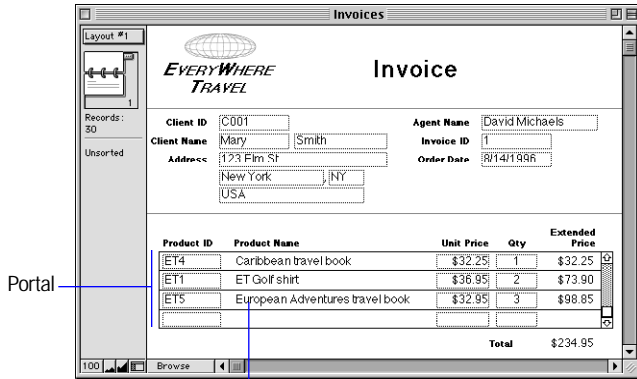 Invoices
Layout #1
1
Records:
30
Unsorted
EVERYWHERE
TRAVEL
Invoice
Client ID C001 Agent Name David Michaels
Client Name Mary Smith Invoice ID 1
Address 123 Elm St Order Date 8/14/1996
New York , NY
USA
Product ID Product Name Unit Price Qty Extended Price
ET4 Caribbean travel book $32.25 1 $32.25
ET1 ET Golf shirt $36.95 2 $73.90
ET5 European Adventures travel book $32.95 3 $98.85
Total $234.95
Portal
100 Browse